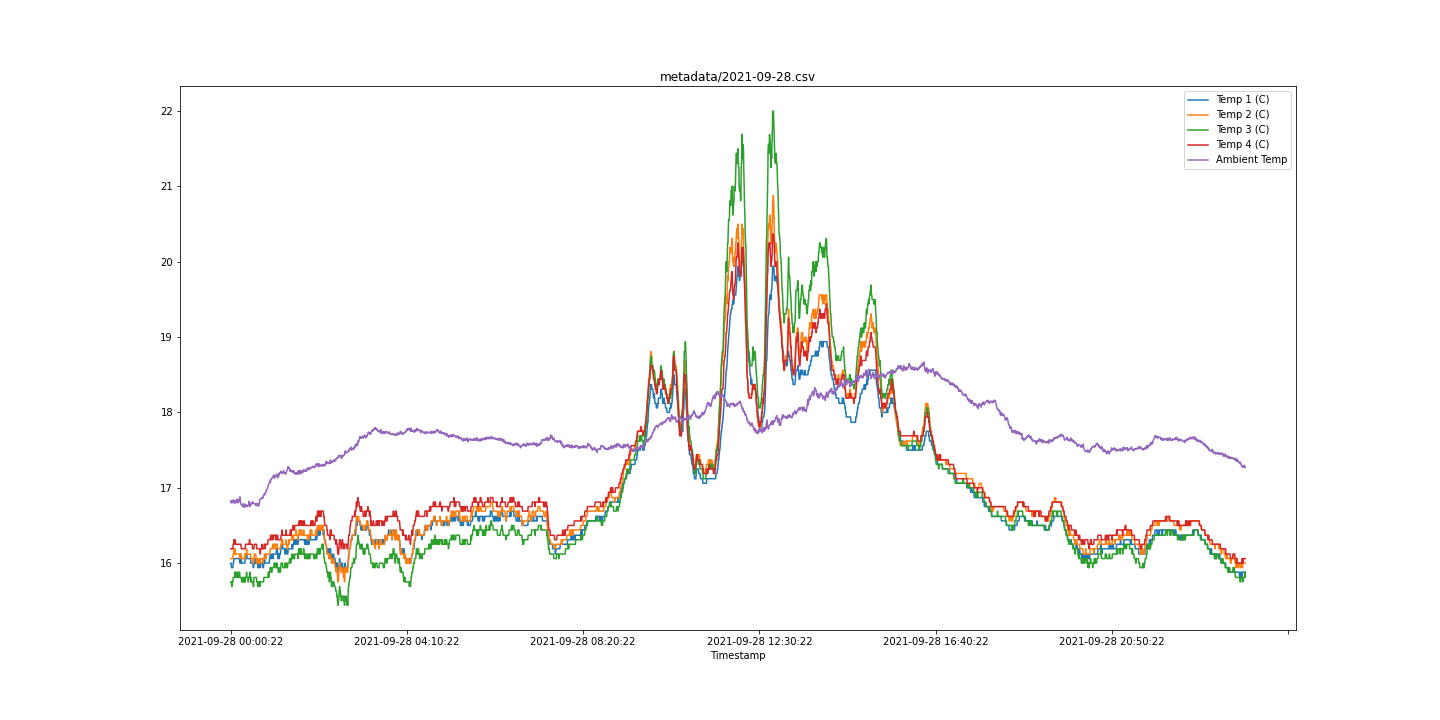 metadata/2021-09-28.csv
Temp 1 (C)
Temp 2 (C)
Temp 3 (C)
Temp 4 (C)
Ambient Temp
22
21
20
19
18
17
16
2021-09-28 00:00:22
2021-09-28 04:10:22
2021-09-28 08:20:22
2021-09-28 12:30:22
2021-09-28 16:40:22
2021-09-28 20:50:22
Timestamp